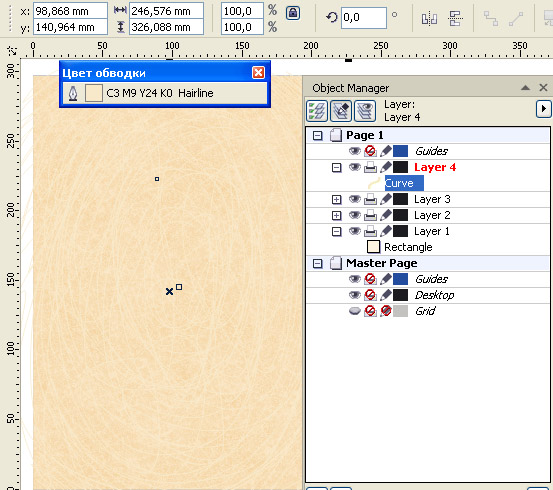 x: 98,868 mm 246,576 mm 100,0 % 0,0 °
y: 140,964 mm 326,088 mm 100,0 %
0 50 100 150 200 250 300 350
Цвет обводки
C3 M9 Y24 K0 Hairline
300
250
200
150
100
50
0
Object Manager
Layer:
Layer 4
Page 1
Guides
Layer 4
Curve
Layer 3
Layer 2
Layer 1
Rectangle
Master Page
Guides
Desktop
Grid